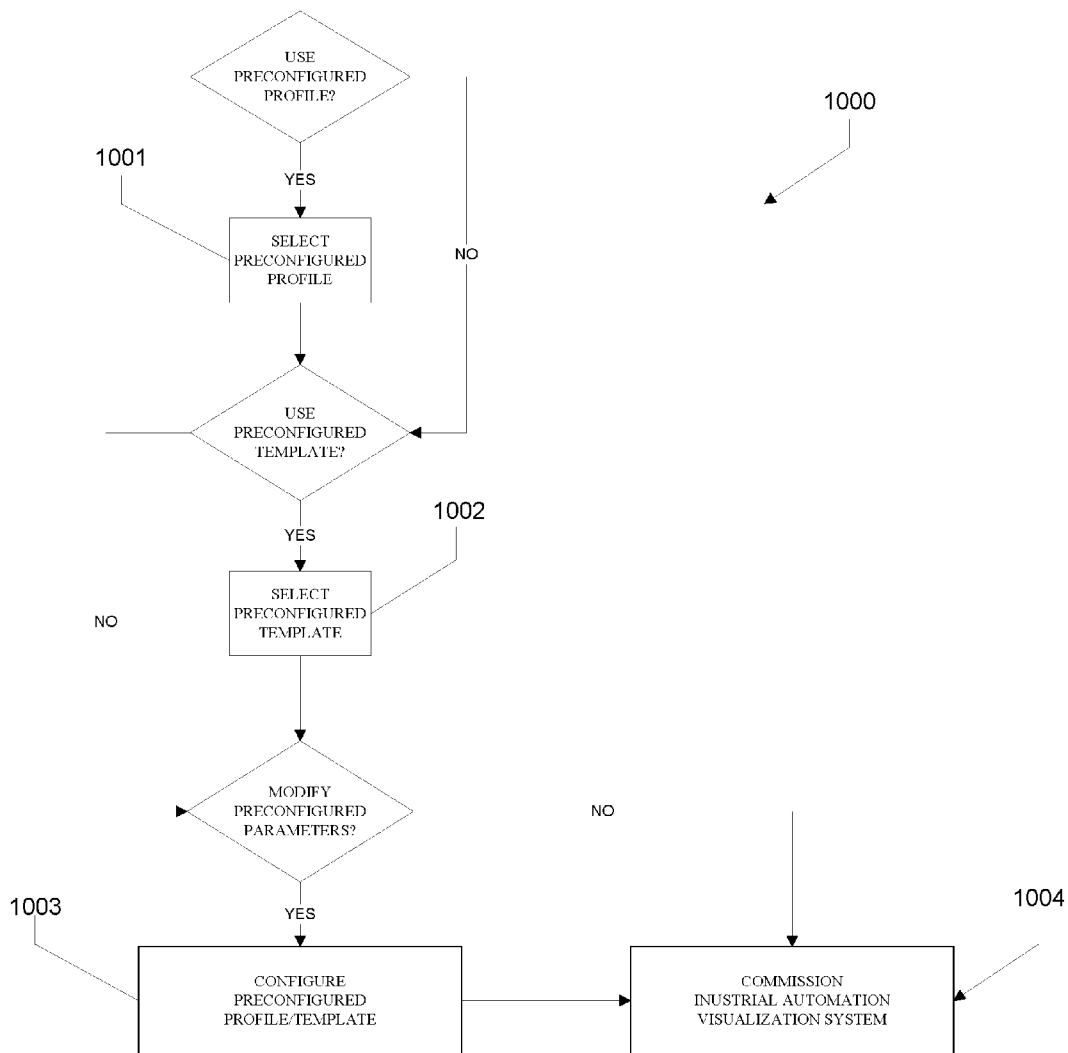 USE
PRECONFIGURED
PROFILE?
1000
1001
YES
SELECT
PRECONFIGURED
PROFILE
NO
USE
PRECONFIGURED
TEMPLATE?
1002
YES
SELECT
PRECONFIGURED
TEMPLATE
NO
MODIFY
PRECONFIGURED
PARAMETERS?
NO
1003
YES
1004
CONFIGURE
PRECONFIGURED
PROFILE/TEMPLATE
COMMISSION
INUSTRIAL AUTOMATION
VISUALIZATION SYSTEM